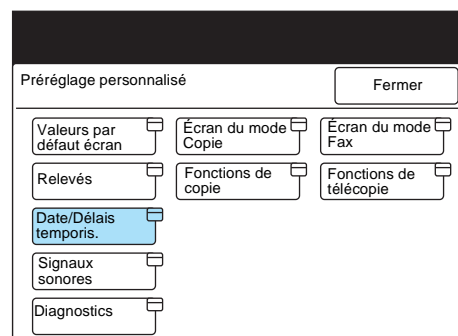 Préréglage personnalisé
Fermer
Valeurs par
défaut écran
Écran du mode
Copie
Écran du mode
Fax
Relevés
Fonctions de
copie
Fonctions de
télécopie
Date/Délais
temporis.
Signaux
sonores
Diagnostics